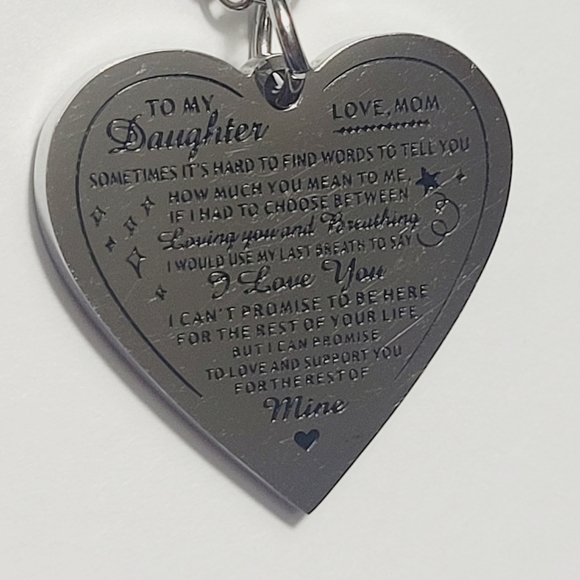 TO MY
Daughter
LOVE, MOM
SOMETIMES IT'S HARD TO FIND WORDS TO TELL YOU
HOW MUCH YOU MEAN TO ME,
IF I HAD TO CHOOSE BETWEEN
Loving you and Breathing
I WOULD USE MY LAST BREATH TO SAY
I Love You
I CAN'T PROMISE TO BE HERE
FOR THE REST OF YOUR LIFE
BUT I CAN PROMISE
TO LOVE AND SUPPORT YOU
FOR THE REST OF
Mine